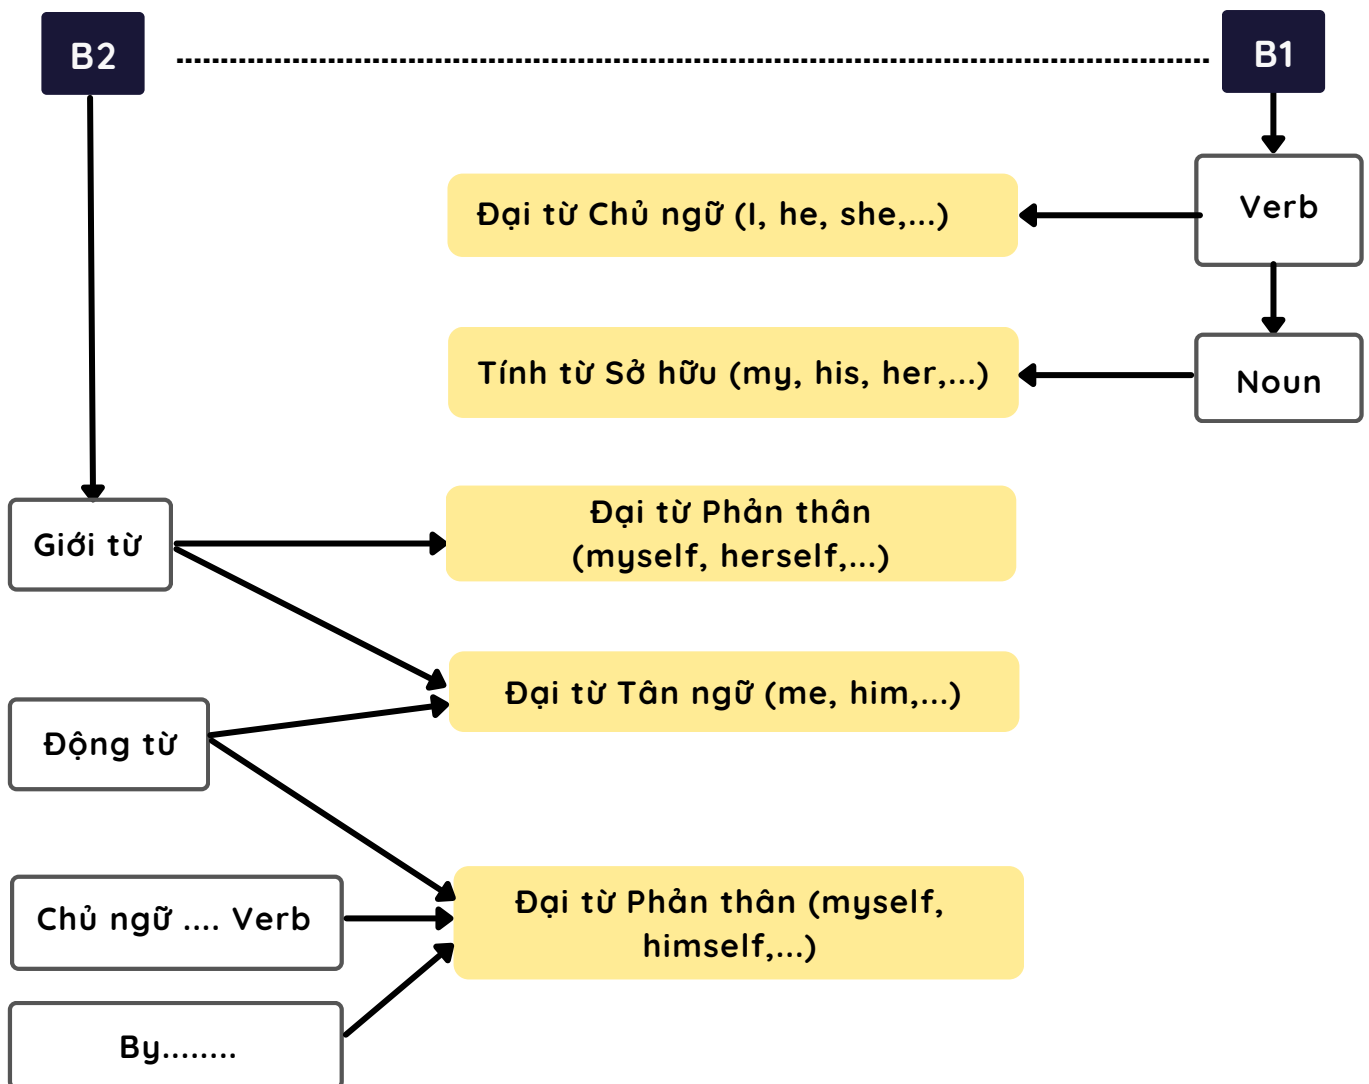 B2
B1
Verb
Đại từ Chủ ngữ (I, he, she,...)
Tính từ Sở hữu (my, his, her,...)
Noun
Giới từ
Đại từ Phản thân
(myself, herself,...)
Đại từ Tân ngữ (me, him,...)
Động từ
Chủ ngữ .... Verb
Đại từ Phản thân (myself,
himself,...)
By........